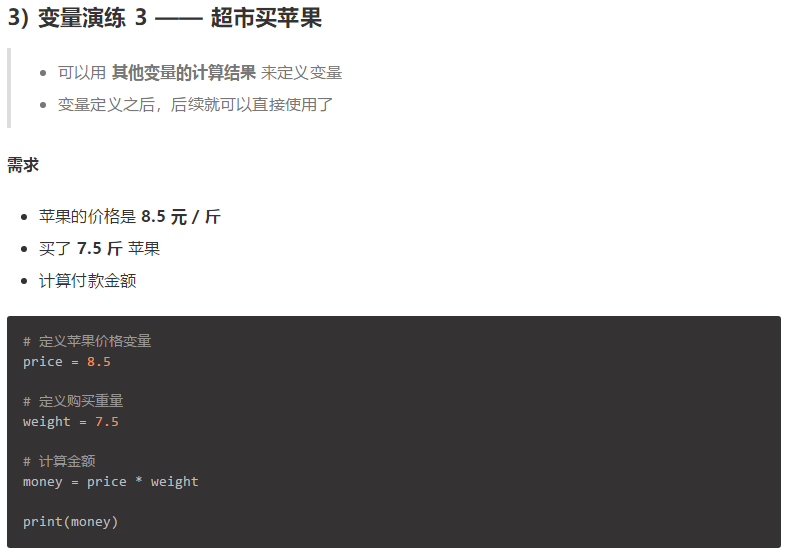 3) 变量演练 3 —— 超市买苹果
可以用 其他变量的计算结果 来定义变量
变量定义之后，后续就可以直接使用了
需求
苹果的价格是 8.5 元 / 斤
买了 7.5 斤 苹果
计算付款金额
# 定义苹果价格变量
price = 8.5
# 定义购买重量
weight = 7.5
# 计算金额
money = price * weight
print(money)